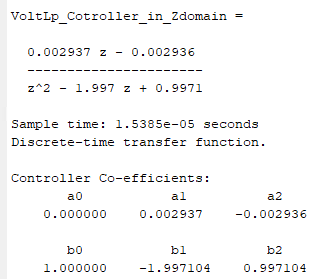 VoltLp_Cotroller_in_Zdomain =
0.002937 z - 0.002936
----------------------
z^2 - 1.997 z + 0.9971
Sample time: 1.5385e-05 seconds
Discrete-time transfer function.
Controller Co-efficients:
a0 a1 a2
0.000000 0.002937 -0.002936
b0 b1 b2
1.000000 -1.997104 0.997104